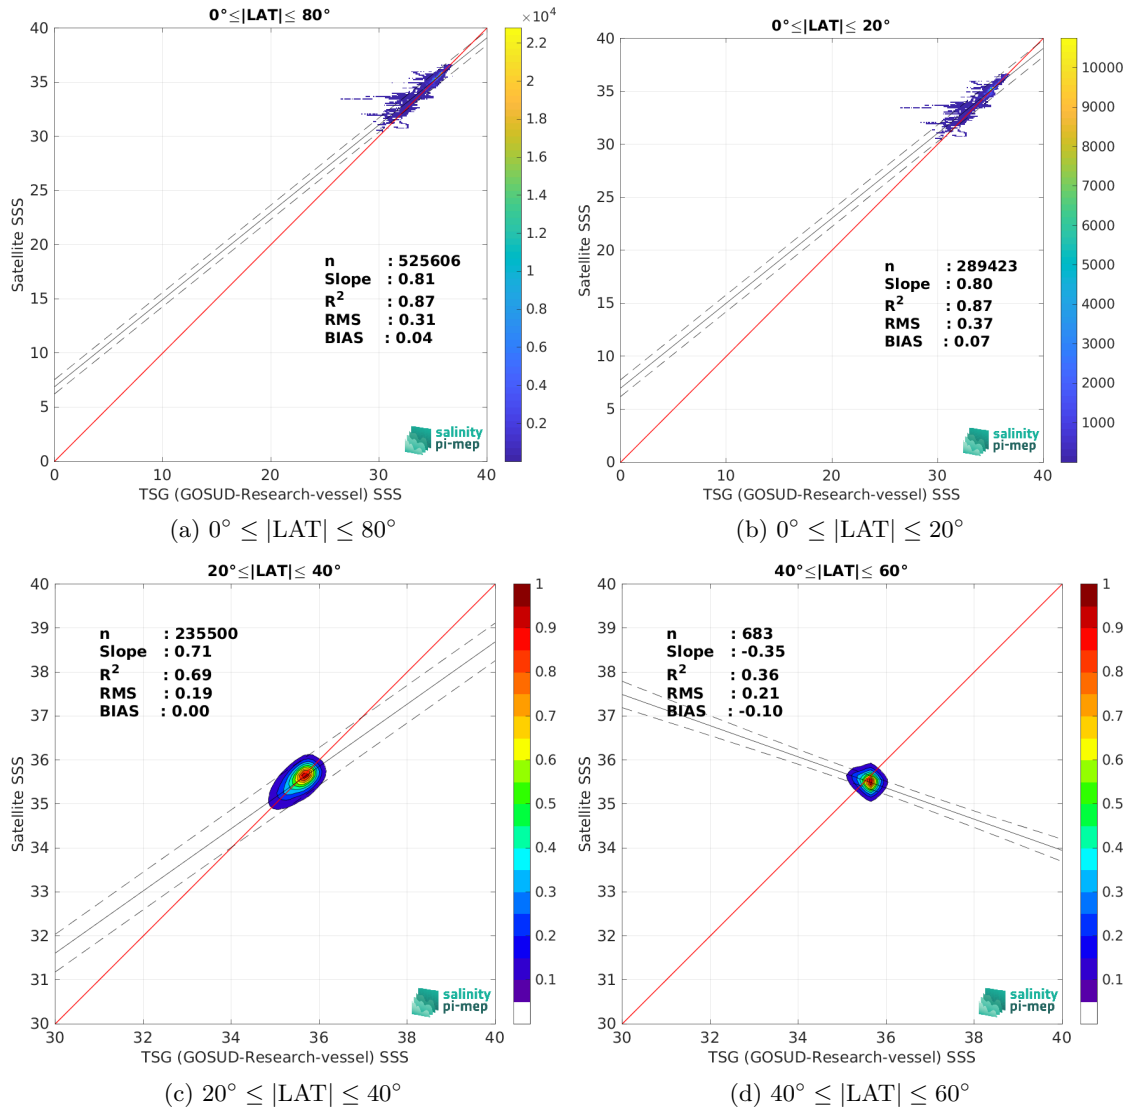 0°≤|LAT|≤ 80°
×10⁴
40
35
30
25
20
15
10
5
0
0 10 20 30 40
2.2
2
1.8
1.6
1.4
1.2
1
0.8
0.6
0.4
0.2
Satellite SSS
n : 525606
Slope : 0.81
R² : 0.87
RMS : 0.31
BIAS : 0.04
salinity
pi-mep
TSG (GOSUD-Research-vessel) SSS
(a) 0° ≤ |LAT| ≤ 80°
0°≤|LAT|≤ 20°
40
35
30
25
20
15
10
5
0
0 10 20 30 40
10000
9000
8000
7000
6000
5000
4000
3000
2000
1000
Satellite SSS
n : 289423
Slope : 0.80
R² : 0.87
RMS : 0.37
BIAS : 0.07
salinity
pi-mep
TSG (GOSUD-Research-vessel) SSS
(b) 0° ≤ |LAT| ≤ 20°
20°≤|LAT|≤ 40°
40
39
38
37
36
35
34
33
32
31
30
30 32 34 36 38 40
1
0.9
0.8
0.7
0.6
0.5
0.4
0.3
0.2
0.1
Satellite SSS
n : 235500
Slope : 0.71
R² : 0.69
RMS : 0.19
BIAS : 0.00
salinity
pi-mep
TSG (GOSUD-Research-vessel) SSS
(c) 20° ≤ |LAT| ≤ 40°
40°≤|LAT|≤ 60°
40
39
38
37
36
35
34
33
32
31
30
30 32 34 36 38 40
1
0.9
0.8
0.7
0.6
0.5
0.4
0.3
0.2
0.1
Satellite SSS
n : 683
Slope : -0.35
R² : 0.36
RMS : 0.21
BIAS : -0.10
salinity
pi-mep
TSG (GOSUD-Research-vessel) SSS
(d) 40° ≤ |LAT| ≤ 60°